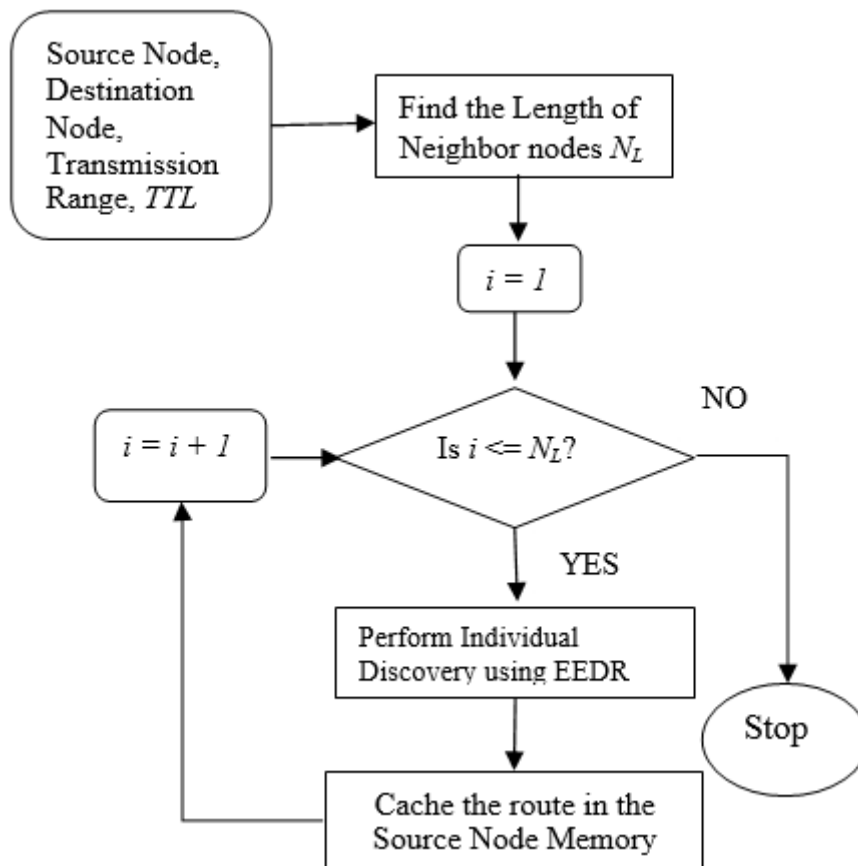 Source Node,
Destination
Node,
Transmission
Range, TTL
Find the Length of
Neighbor nodes N_L
i = 1
Is i <= N_L?
NO
i = i + 1
YES
Perform Individual
Discovery using EEDR
Stop
Cache the route in the
Source Node Memory